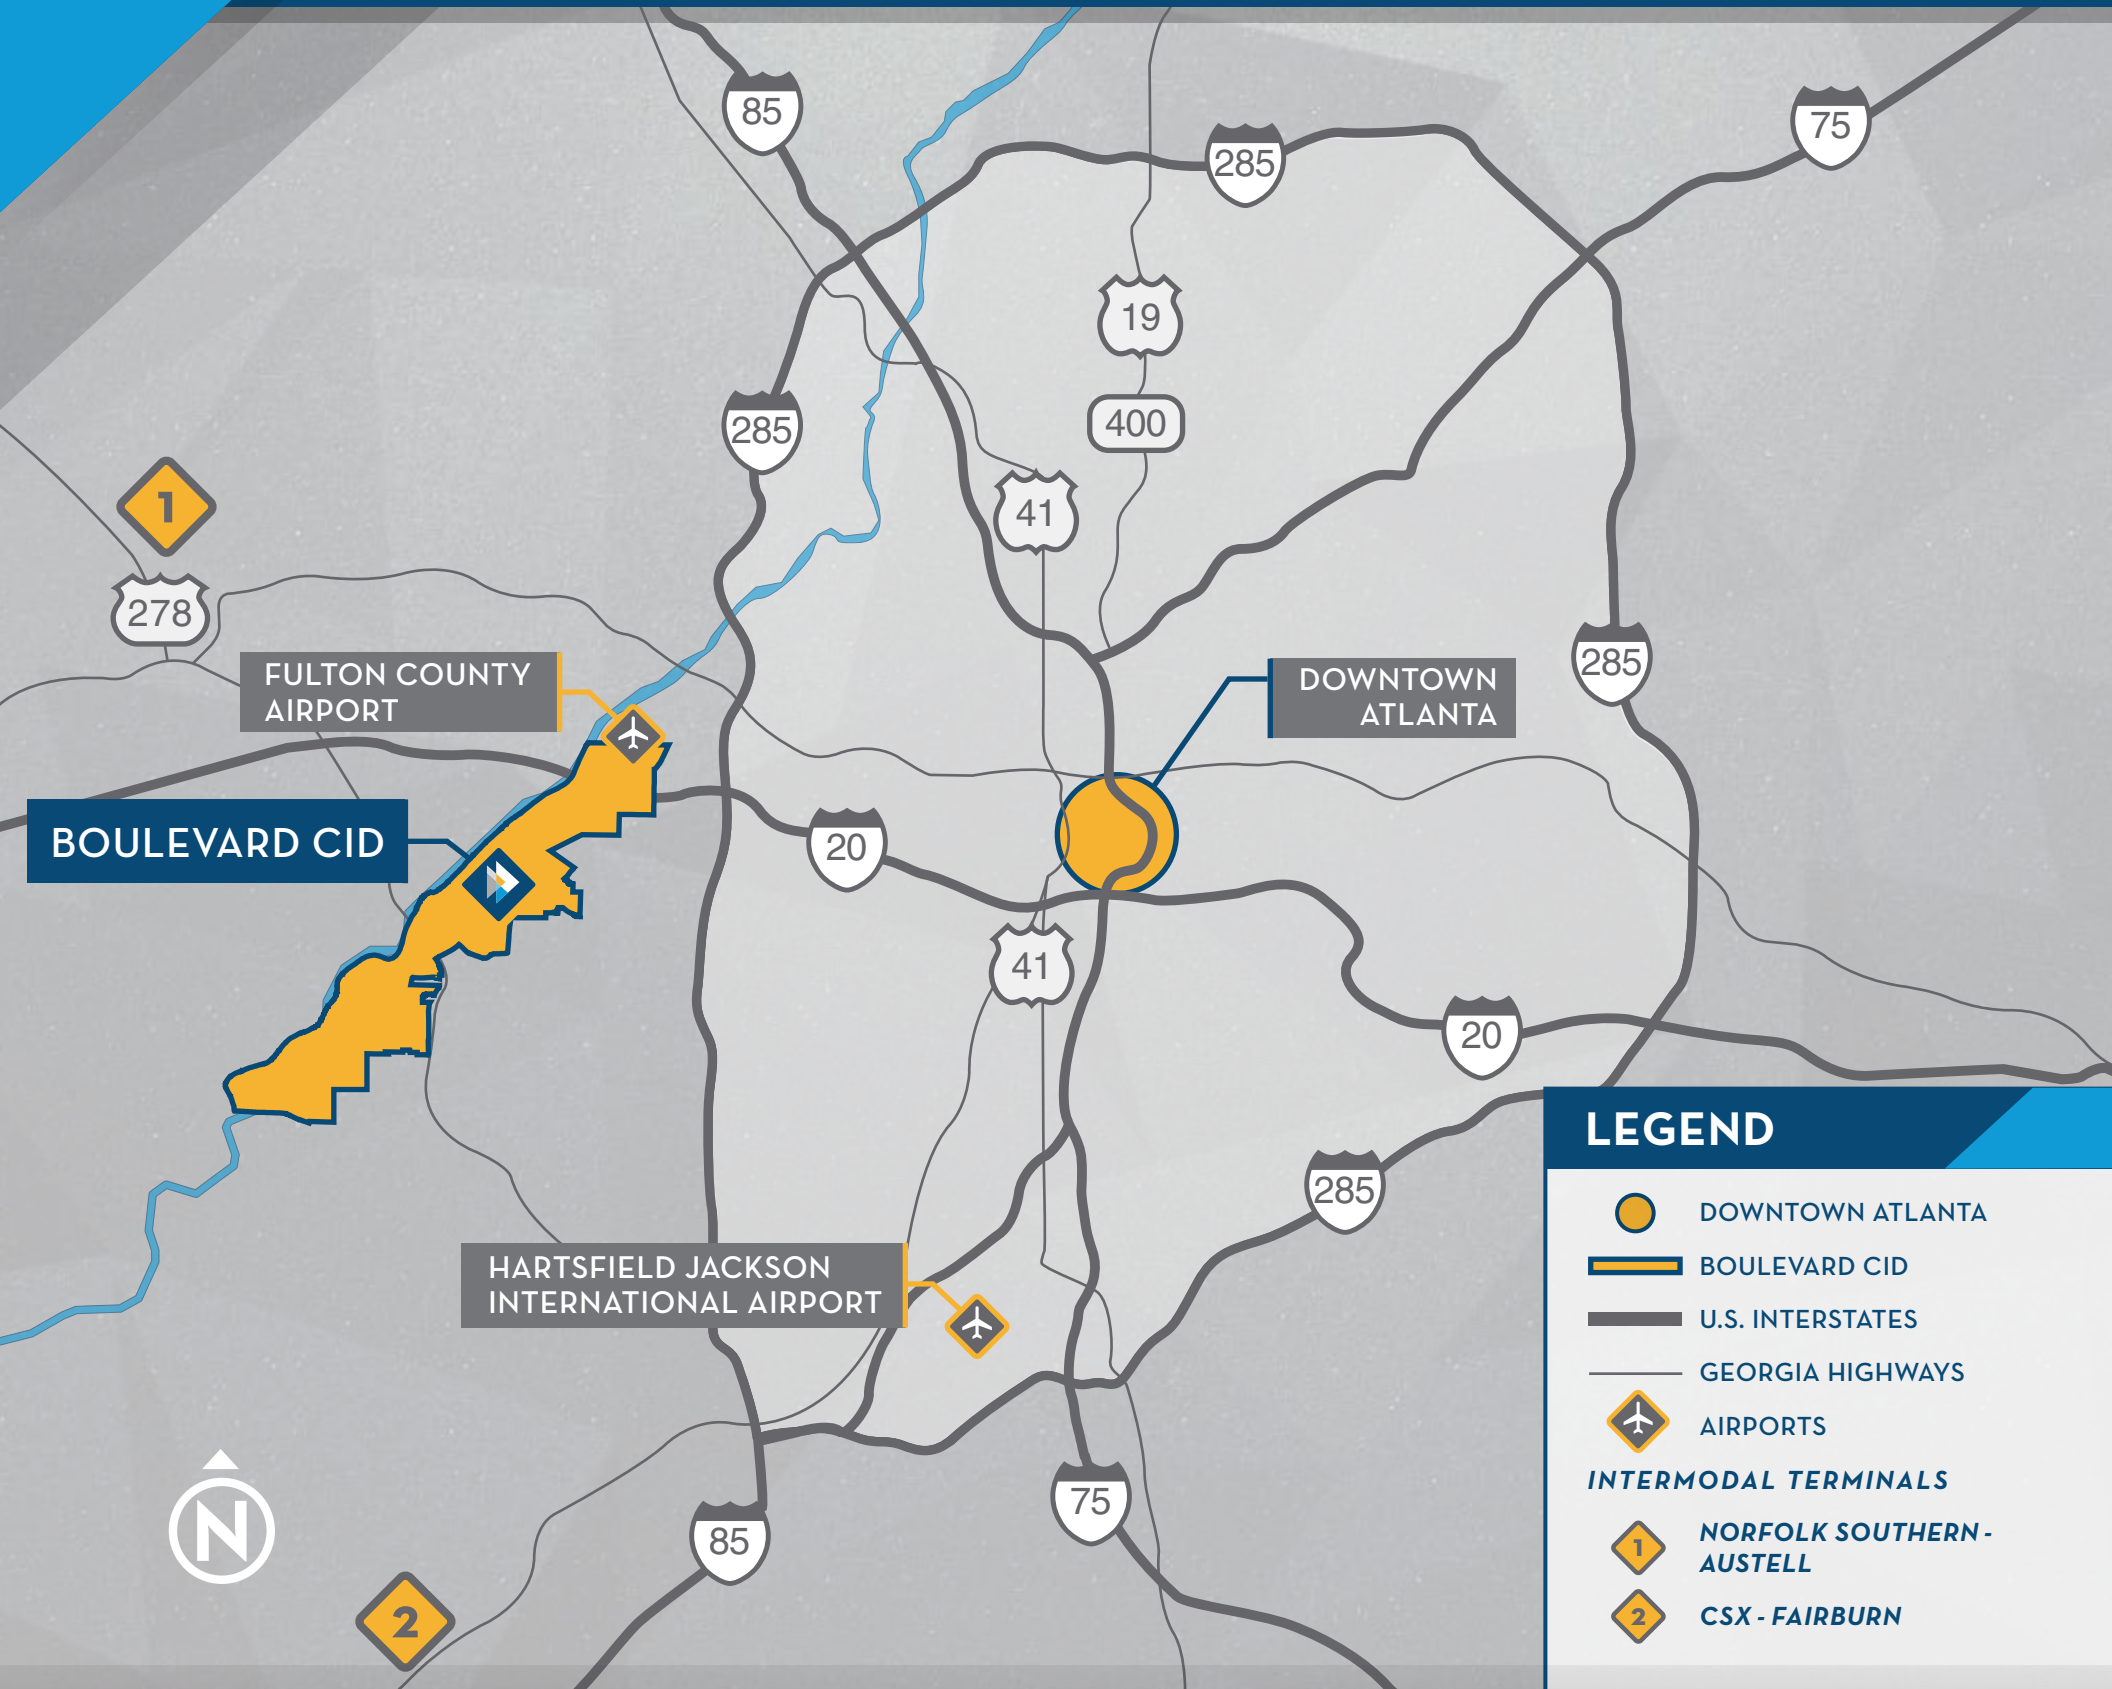 85
75
285
19
400
285
41
1
278
285
FULTON COUNTY
AIRPORT
DOWNTOWN
ATLANTA
BOULEVARD CID
20
41
20
285
HARTSFIELD JACKSON
INTERNATIONAL AIRPORT
75
85
N
2
LEGEND
DOWNTOWN ATLANTA
BOULEVARD CID
U.S. INTERSTATES
GEORGIA HIGHWAYS
AIRPORTS
INTERMODAL TERMINALS
1
NORFOLK SOUTHERN -
AUSTELL
2
CSX - FAIRBURN